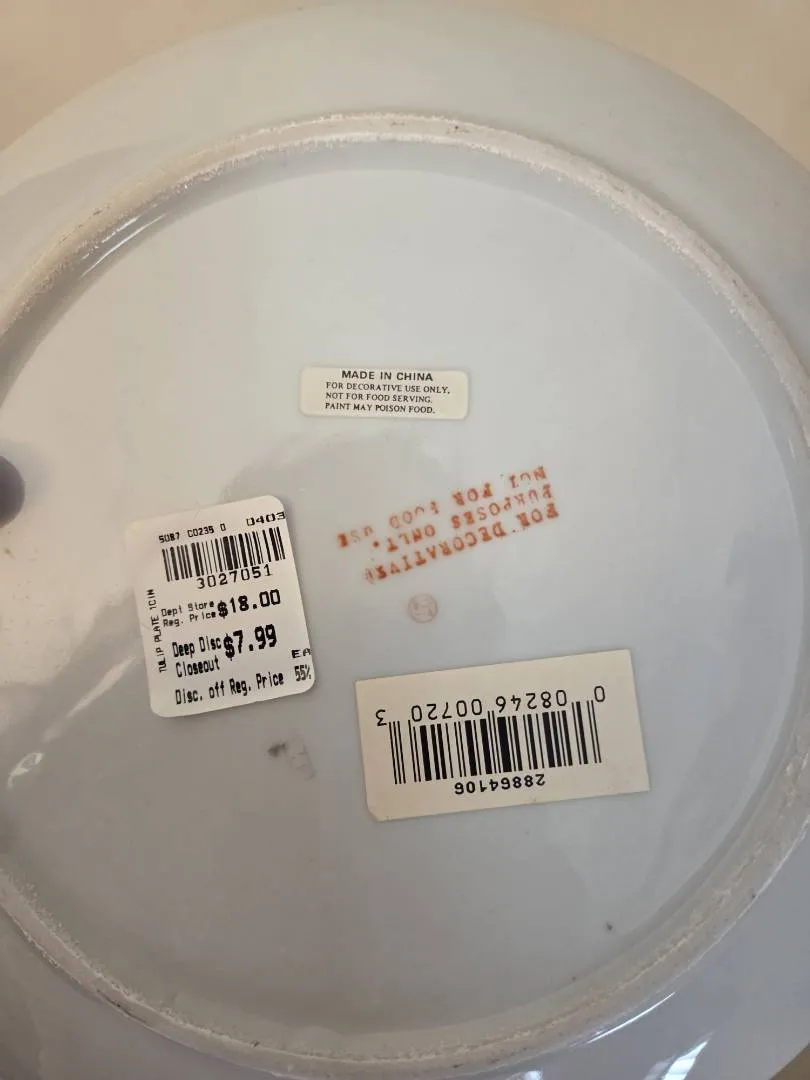 MADE IN CHINA
FOR DECORATIVE USE ONLY,
NOT FOR FOOD SERVING.
PAINT MAY POISON FOOD.
FOR DECORATIVE
PURPOSES ONLY.
NOT FOR FOOD USE
5087 C0235 0 0403
3027051
TULIP PLATE 10IN
Dept Store
Reg. Price $18.00
Deep Disc $7.99
Closeout EA
Disc. off Reg. Price 55%
28864106
0 08246 00720 3